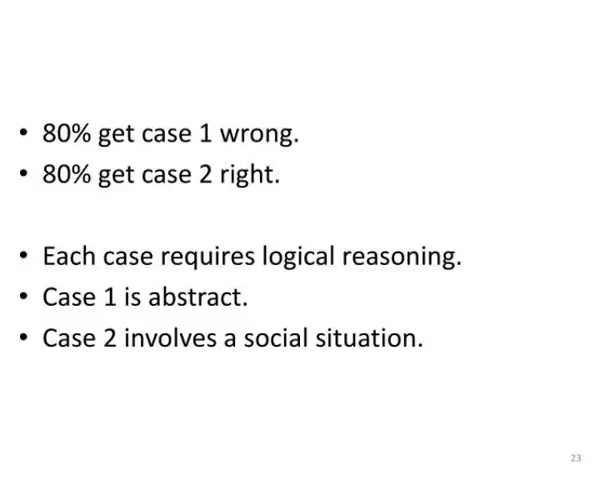 • 80% get case 1 wrong.
• 80% get case 2 right.
• Each case requires logical reasoning.
• Case 1 is abstract.
• Case 2 involves a social situation.
23